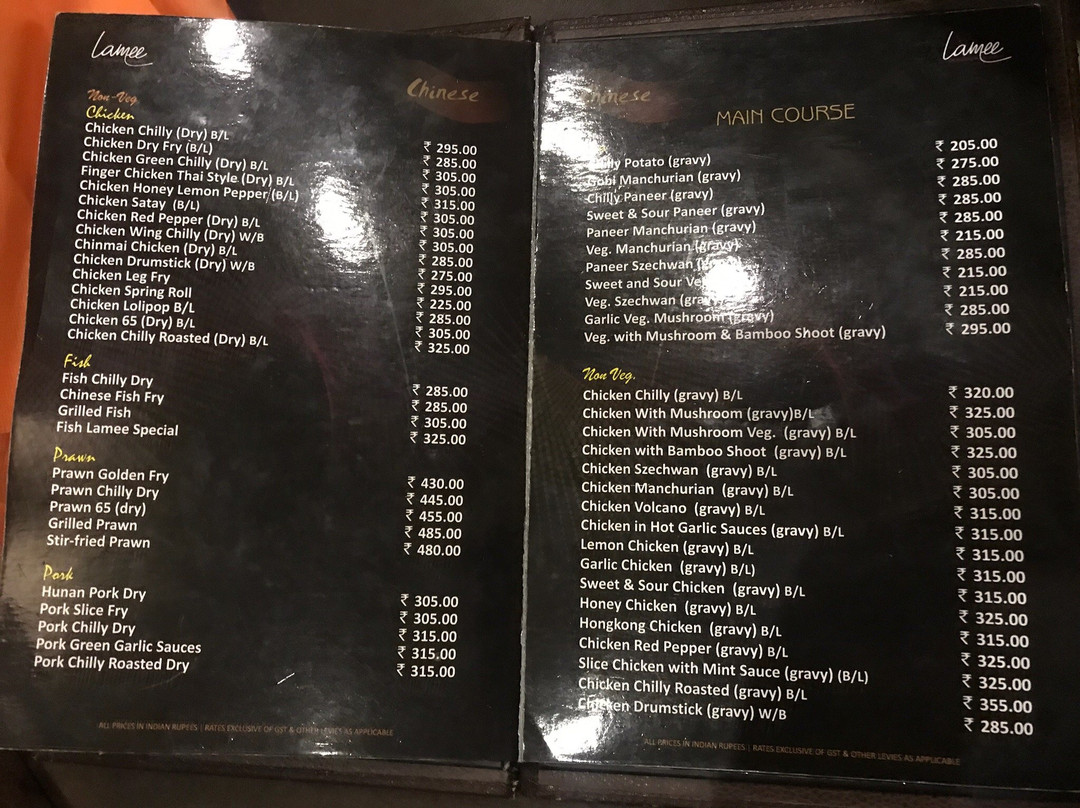 Lamee
Chinese
Non-Veg
Chicken
Chicken Chilly (Dry) B/L ₹ 295.00
Chicken Dry Fry (B/L) ₹ 285.00
Chicken Green Chilly (Dry) B/L ₹ 305.00
Finger Chicken Thai Style (Dry) B/L ₹ 305.00
Chicken Honey Lemon Pepper (B/L) ₹ 315.00
Chicken Satay (B/L) ₹ 305.00
Chicken Red Pepper (Dry) B/L ₹ 305.00
Chicken Wing Chilly (Dry) W/B ₹ 305.00
Chinmai Chicken (Dry) B/L ₹ 285.00
Chicken Drumstick (Dry) W/B ₹ 275.00
Chicken Leg Fry ₹ 295.00
Chicken Spring Roll ₹ 225.00
Chicken Lolipop B/L ₹ 285.00
Chicken 65 (Dry) B/L ₹ 305.00
Chicken Chilly Roasted (Dry) B/L ₹ 325.00
Fish
Fish Chilly Dry ₹ 285.00
Chinese Fish Fry ₹ 285.00
Grilled Fish ₹ 305.00
Fish Lamee Special ₹ 325.00
Prawn
Prawn Golden Fry ₹ 430.00
Prawn Chilly Dry ₹ 445.00
Prawn 65 (dry) ₹ 455.00
Grilled Prawn ₹ 485.00
Stir-fried Prawn ₹ 480.00
Pork
Hunan Pork Dry ₹ 305.00
Pork Slice Fry ₹ 305.00
Pork Chilly Dry ₹ 315.00
Pork Green Garlic Sauces ₹ 315.00
Pork Chilly Roasted Dry ₹ 315.00
ALL PRICES IN INDIAN RUPEES | RATES EXCLUSIVE OF GST & OTHER LEVIES AS APPLICABLE
Lamee
Chinese
MAIN COURSE
Chilly Potato (gravy) ₹ 205.00
Gobi Manchurian (gravy) ₹ 275.00
Chilly Paneer (gravy) ₹ 285.00
Sweet & Sour Paneer (gravy) ₹ 285.00
Paneer Manchurian (gravy) ₹ 285.00
Veg. Manchurian (gravy) ₹ 215.00
Paneer Szechwan ₹ 285.00
Sweet and Sour ₹ 215.00
Veg. Szechwan ₹ 215.00
Garlic Veg. Mushroom (gravy) ₹ 285.00
Veg. with Mushroom & Bamboo Shoot (gravy) ₹ 295.00
Non Veg.
Chicken Chilly (gravy) B/L ₹ 320.00
Chicken With Mushroom (gravy)B/L ₹ 325.00
Chicken With Mushroom Veg. (gravy) B/L ₹ 305.00
Chicken with Bamboo Shoot (gravy) B/L ₹ 325.00
Chicken Szechwan (gravy) B/L ₹ 305.00
Chicken Manchurian (gravy) B/L ₹ 305.00
Chicken Volcano (gravy) B/L ₹ 315.00
Chicken in Hot Garlic Sauces (gravy) B/L ₹ 315.00
Lemon Chicken (gravy) B/L ₹ 315.00
Garlic Chicken (gravy) B/L) ₹ 315.00
Sweet & Sour Chicken (gravy) B/L ₹ 315.00
Honey Chicken (gravy) B/L ₹ 325.00
Hongkong Chicken (gravy) B/L ₹ 315.00
Chicken Red Pepper (gravy) B/L ₹ 325.00
Slice Chicken with Mint Sauce (gravy) (B/L) ₹ 325.00
Chicken Chilly Roasted (gravy) B/L ₹ 355.00
Chicken Drumstick (gravy) W/B ₹ 285.00
ALL PRICES IN INDIAN RUPEES | RATES EXCLUSIVE OF GST & OTHER LEVIES AS APPLICABLE